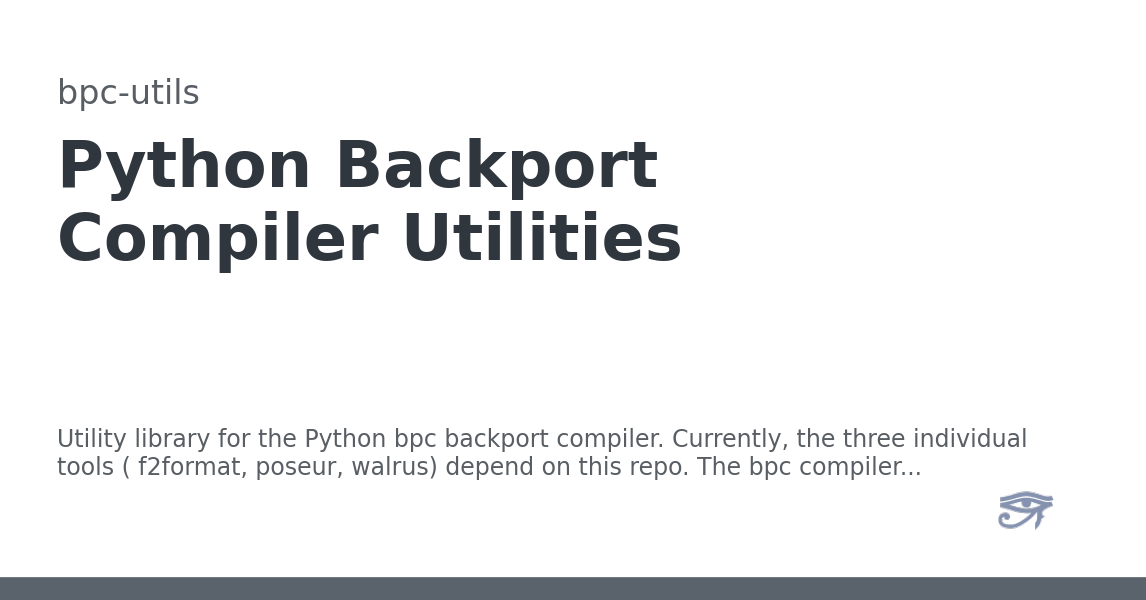 bpc-utils
Python Backport
Compiler Utilities
Utility library for the Python bpc backport compiler. Currently, the three individual
tools ( f2format, poseur, walrus) depend on this repo. The bpc compiler...